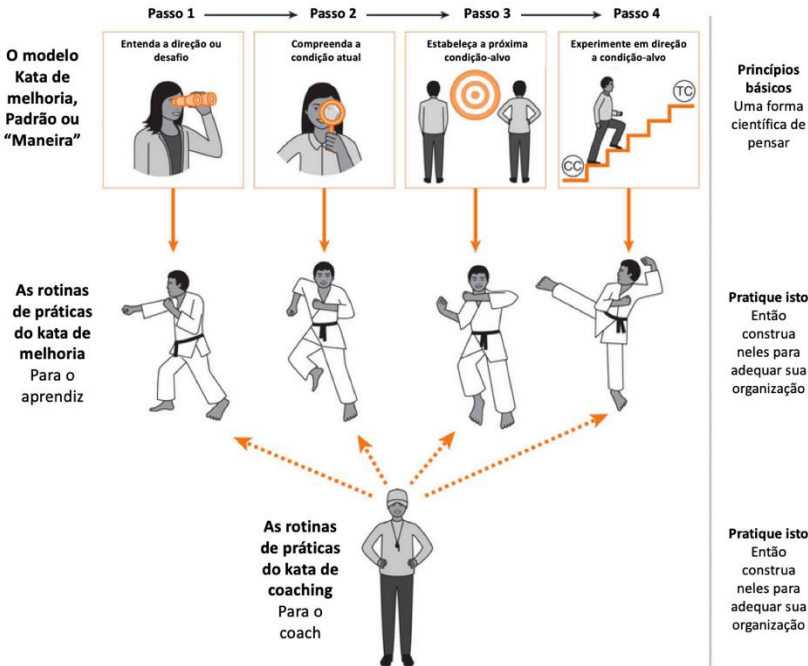 Passo 1
Passo 2
Passo 3
Passo 4
O modelo
Kata de
melhoria,
Padrão ou
“Maneira”
Entenda a direção ou
desafio
Compreenda a
condição atual
Estabeleça a próxima
condição-alvo
Experimente em direção
a condição-alvo
CC
TC
Princípios
básicos
Uma forma
científica de
pensar
As rotinas
de práticas
do kata de
melhoria
Para o
aprendiz
Pratique isto
Então
construa
neles para
adequar sua
organização
As rotinas
de práticas
do kata de
coaching
Para o
coach
Pratique isto
Então
construa
neles para
adequar sua
organização